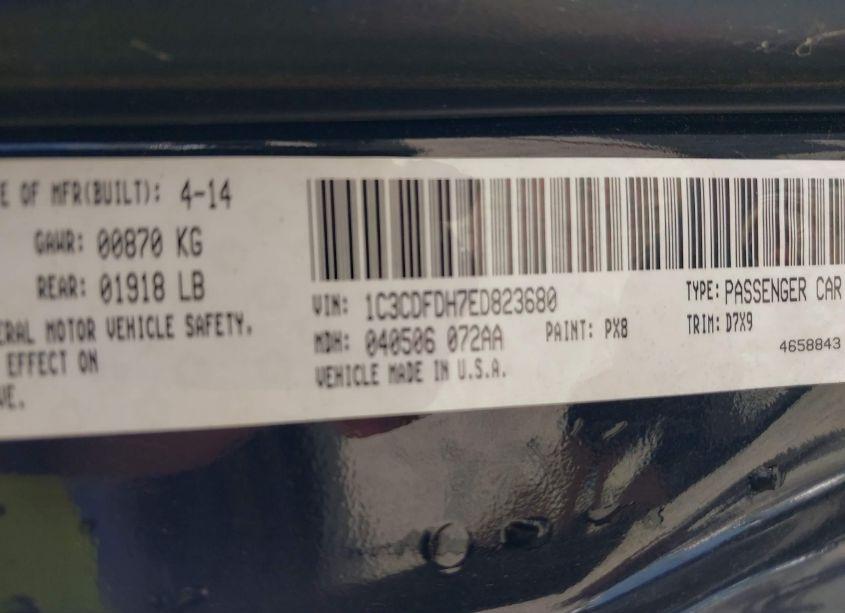 E OF MFR(BUILT): 4-14
GAWR: 00870 KG
REAR: 01918 LB
ERAL MOTOR VEHICLE SAFETY.
EFFECT ON
VE.
VIN: 1C3CDFDH7ED823680
TYPE: PASSENGER CAR
MDH: 040506 072AA
PAINT: PX8
TRIM: D7X9
VEHICLE MADE IN U.S.A.
4658843